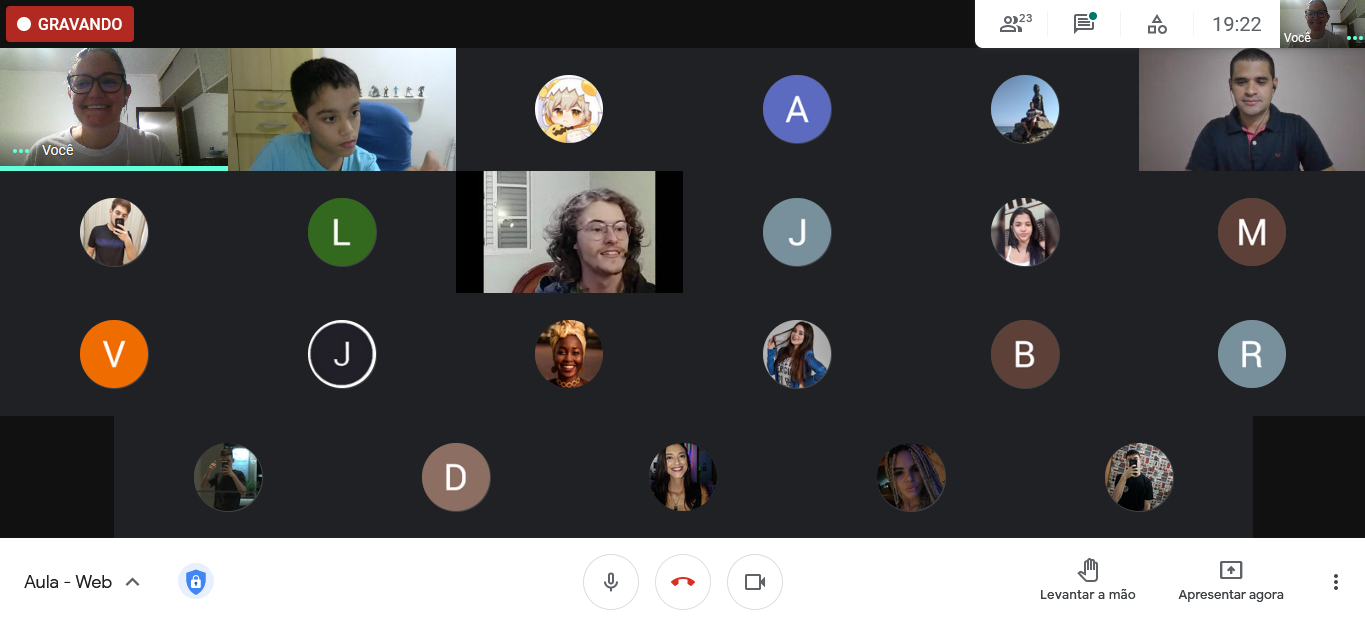 GRAVANDO
23
19:22
Você
Você
A
L
J
M
V
J
B
R
D
Aula - Web
Levantar a mão
Apresentar agora